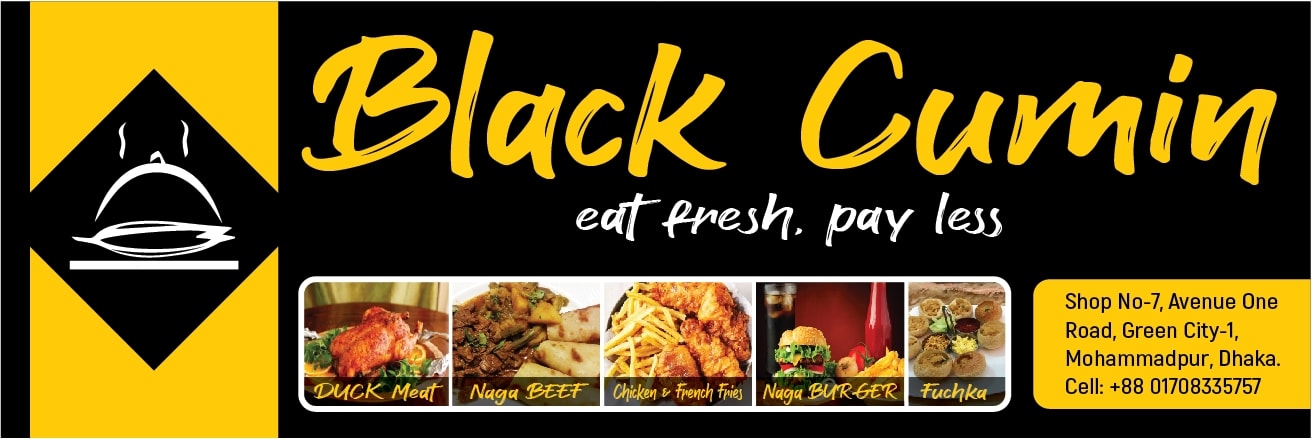 Black Cumin
eat fresh. pay less
DUCK Meat
Naga BEEF
Chicken & French Fries
Naga BURGER
Fuchka
Shop No-7, Avenue One
Road, Green City-1,
Mohammadpur, Dhaka.
Cell: +88 01708335757